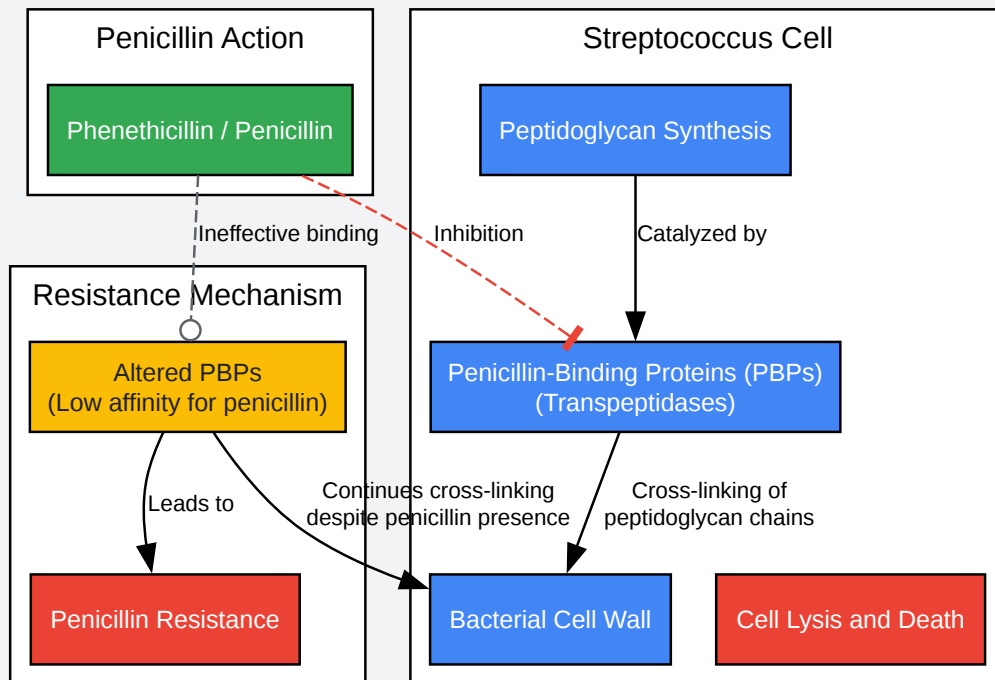 Penicillin Action
Streptococcus Cell
Phenethicillin / Penicillin
Peptidoglycan Synthesis
Ineffective binding
Inhibition
Catalyzed by
Resistance Mechanism
Altered PBPs
(Low affinity for penicillin)
Penicillin-Binding Proteins (PBPs)
(Transpeptidases)
Leads to
Continues cross-linking
despite penicillin presence
Cross-linking of
peptidoglycan chains
Penicillin Resistance
Bacterial Cell Wall
Cell Lysis and Death